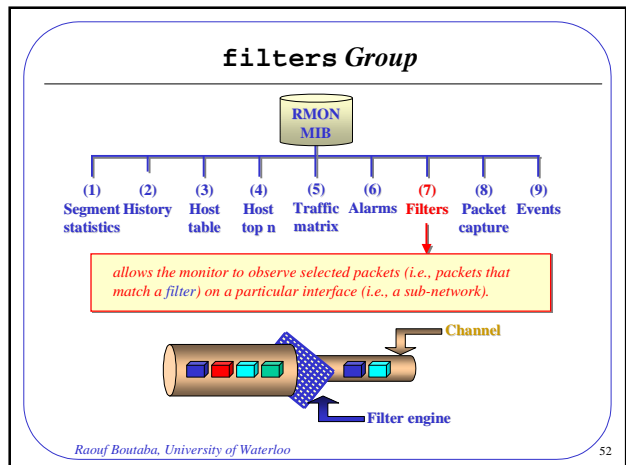 filters Group
RMON
MIB
(1) (2) (3) (4) (5) (6) (7) (8) (9)
Segment History Host Host Traffic Alarms Filters Packet Events
statistics table top n matrix capture
allows the monitor to observe selected packets (i.e., packets that
match a filter) on a particular interface (i.e., a sub-network).
Channel
Filter engine
Raouf Boutaba, University of Waterloo 52